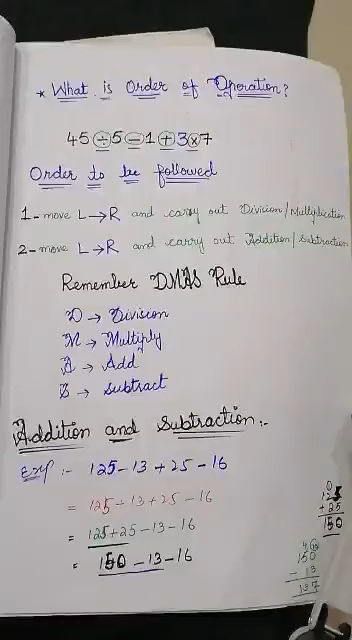 * What is Order of Operation?
45 ÷ 5 - 1 + 3 × 7
Order to be followed
1 - move L → R and carry out Division/Multiplication
2 - move L → R and carry out Addition/Subtraction
Remember DMAS Rule
D → Division
M → Multiply
A → Add
S → Subtract
Addition and Subtraction :-
Exp :- 125 - 13 + 25 - 16
= 125 - 13 + 25 - 16
= 125 + 25 - 13 - 16
= 150 - 13 - 16
0
125
+ 25
150
4 10
150
- 13
137